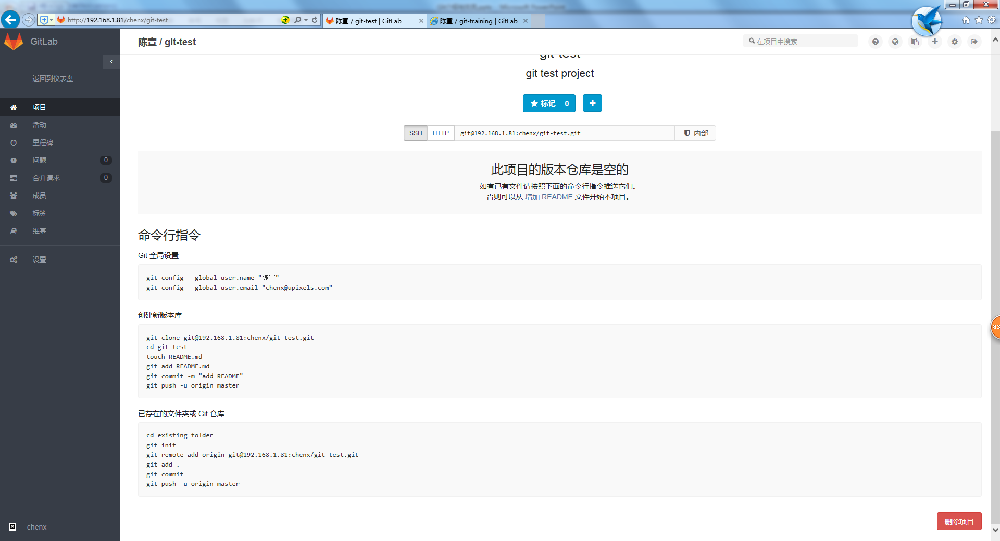 http://192.168.1.81/chenx/git-test
陈宣 / git-test | GitLab
陈宣 / git-training | GitLab
GitLab
陈宣 / git-test
在项目中搜索
返回到仪表盘
项目
活动
里程碑
问题 0
合并请求 0
成员
标签
维基
设置
chenx
git-test
git test project
标记 0
SSH HTTP git@192.168.1.81:chenx/git-test.git 内部
此项目的版本仓库是空的
如有已有文件请按照下面的命令行指令推送它们。
否则可以从 增加 README 文件开始本项目。
命令行指令
Git 全局设置
git config --global user.name "陈宣"
git config --global user.email "chenx@upixels.com"
创建新版本库
git clone git@192.168.1.81:chenx/git-test.git
cd git-test
touch README.md
git add README.md
git commit -m "add README"
git push -u origin master
已存在的文件夹或 Git 仓库
cd existing_folder
git init
git remote add origin git@192.168.1.81:chenx/git-test.git
git add .
git commit
git push -u origin master
删除项目
83